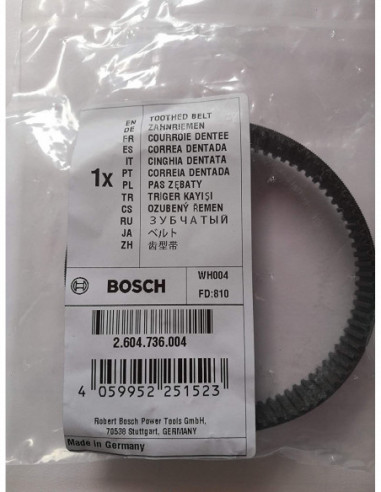 1x
EN TOOTHED BELT
DE ZAHNRIEMEN
FR COURROIE DENTEE
ES CORREA DENTADA
IT CINGHIA DENTATA
PT CORREIA DENTADA
PL PAS ZĘBATY
TR TRİGER KAYIŞI
CS OZUBENÝ ŘEMEN
RU ЗУБЧАТЫЙ
JA ベルト
ZH 齿型带
BOSCH
WH004
FD:810
2.604.736.004
4 059952 251523
Robert Bosch Power Tools GmbH,
70538 Stuttgart, GERMANY
Made in Germany